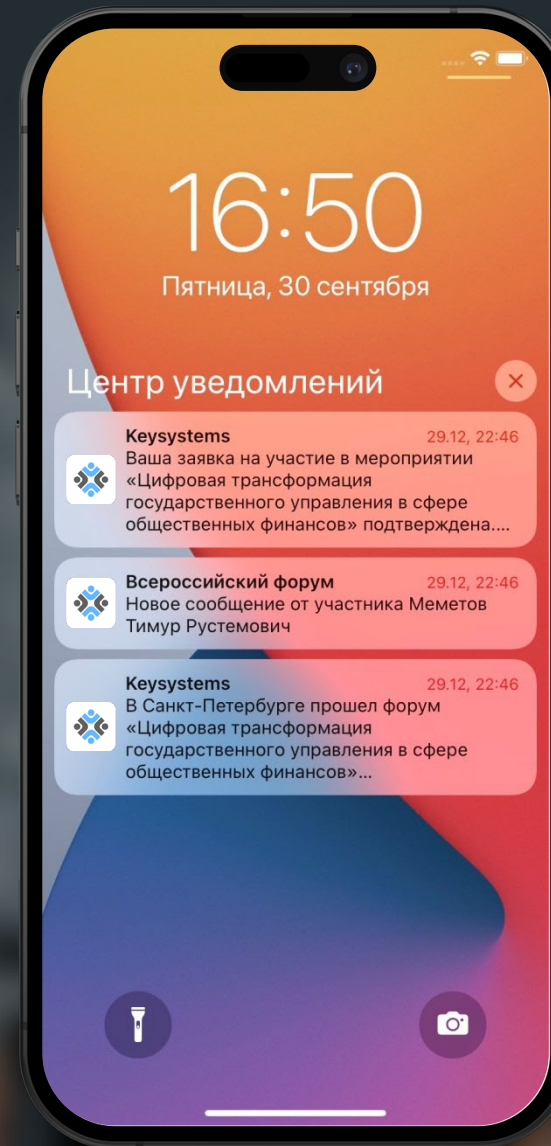 16:50
Пятница, 30 сентября
Центр уведомлений
Keysystems 29.12, 22:46
Ваша заявка на участие в мероприятии
«Цифровая трансформация
государственного управления в сфере
общественных финансов» подтверждена....
Всероссийский форум 29.12, 22:46
Новое сообщение от участника Меметов
Тимур Рустемович
Keysystems 29.12, 22:46
В Санкт-Петербурге прошел форум
«Цифровая трансформация
государственного управления в сфере
общественных финансов»...